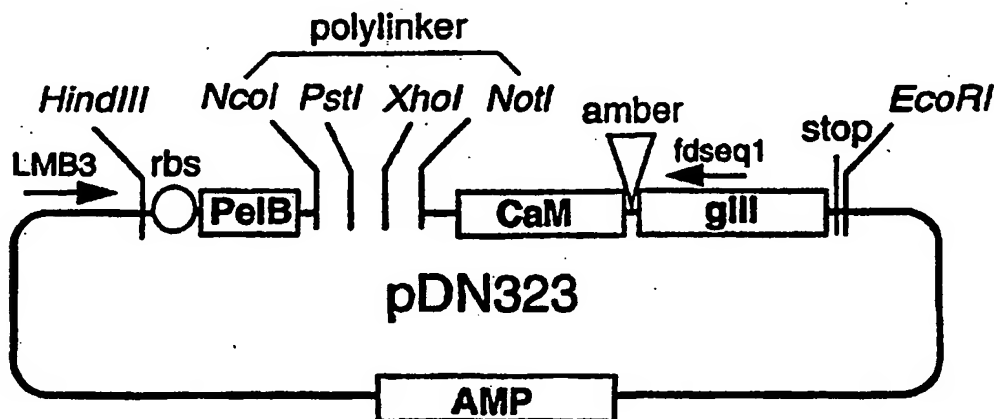 polylinker
HindIII NcoI PstI XhoI NotI EcoRI
amber stop
LMB3 rbs fdseq1
PelB CaM gIII
pDN323
AMP